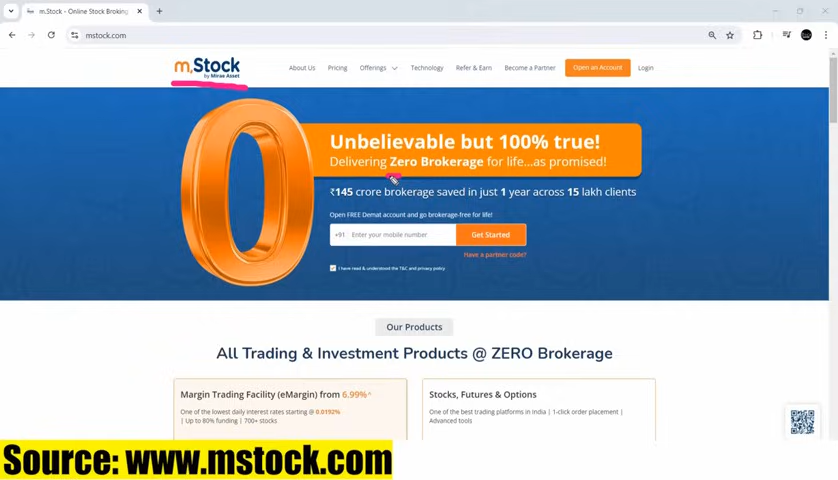 m.Stock - Online Stock Broking
mstock.com
m.Stock
by Mirae Asset
About Us
Pricing
Offerings
Technology
Refer & Earn
Become a Partner
Open an Account
Login
0
Unbelievable but 100% true!
Delivering Zero Brokerage for life...as promised!
₹145 crore brokerage saved in just 1 year across 15 lakh clients
Open FREE Demat account and go brokerage-free for life!
+91 Enter your mobile number
Get Started
Have a partner code?
I have read & understood the T&C and privacy policy
Our Products
All Trading & Investment Products @ ZERO Brokerage
Margin Trading Facility (eMargin) from 6.99%^
One of the lowest daily interest rates starting @ 0.0192%
| Up to 80% funding | 700+ stocks
Stocks, Futures & Options
One of the best trading platforms in India | 1-click order placement |
Advanced tools
Source: www.mstock.com